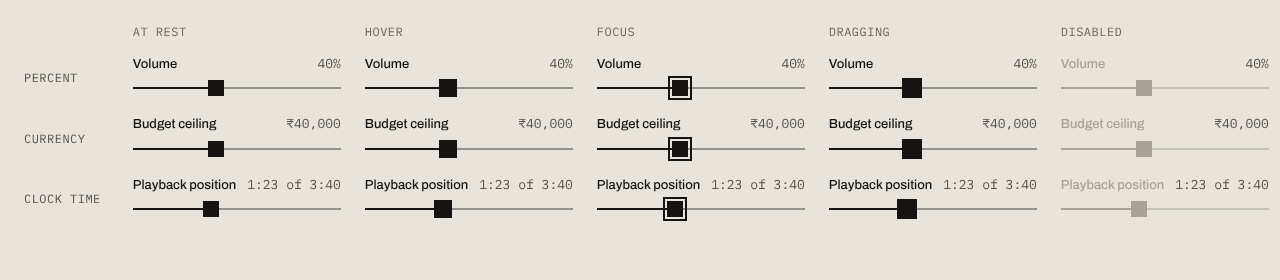 AT REST HOVER FOCUS DRAGGING DISABLED
Volume 40% Volume 40% Volume 40% Volume 40% Volume 40%
PERCENT
Budget ceiling ₹40,000 Budget ceiling ₹40,000 Budget ceiling ₹40,000 Budget ceiling ₹40,000 Budget ceiling ₹40,000
CURRENCY
Playback position 1:23 of 3:40 Playback position 1:23 of 3:40 Playback position 1:23 of 3:40 Playback position 1:23 of 3:40 Playback position 1:23 of 3:40
CLOCK TIME